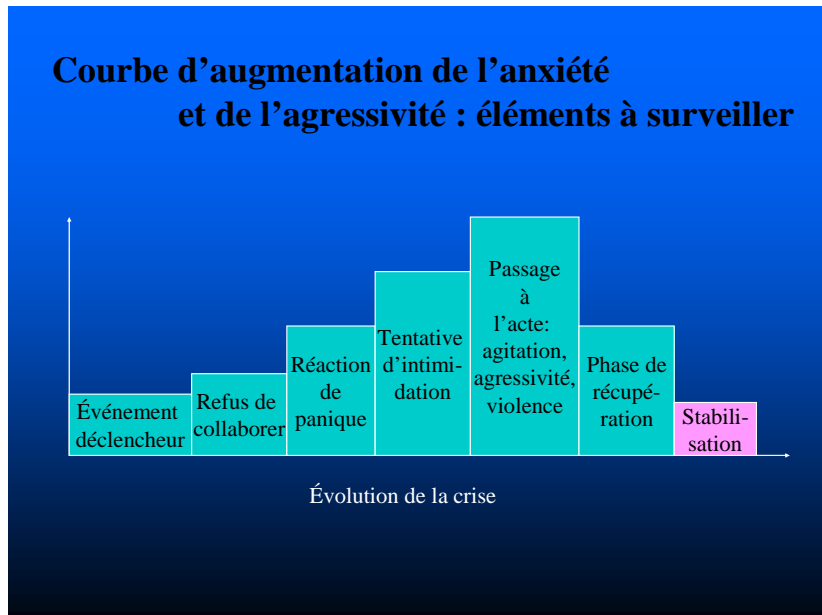 Courbe d'augmentation de l'anxiété
et de l'agressivité : éléments à surveiller
Événement
déclencheur
Refus de
collaborer
Réaction
de
panique
Tentative
d'intimi-
dation
Passage
à
l'acte:
agitation,
agressivité,
violence
Phase de
récupé-
ration
Stabili-
sation
Évolution de la crise